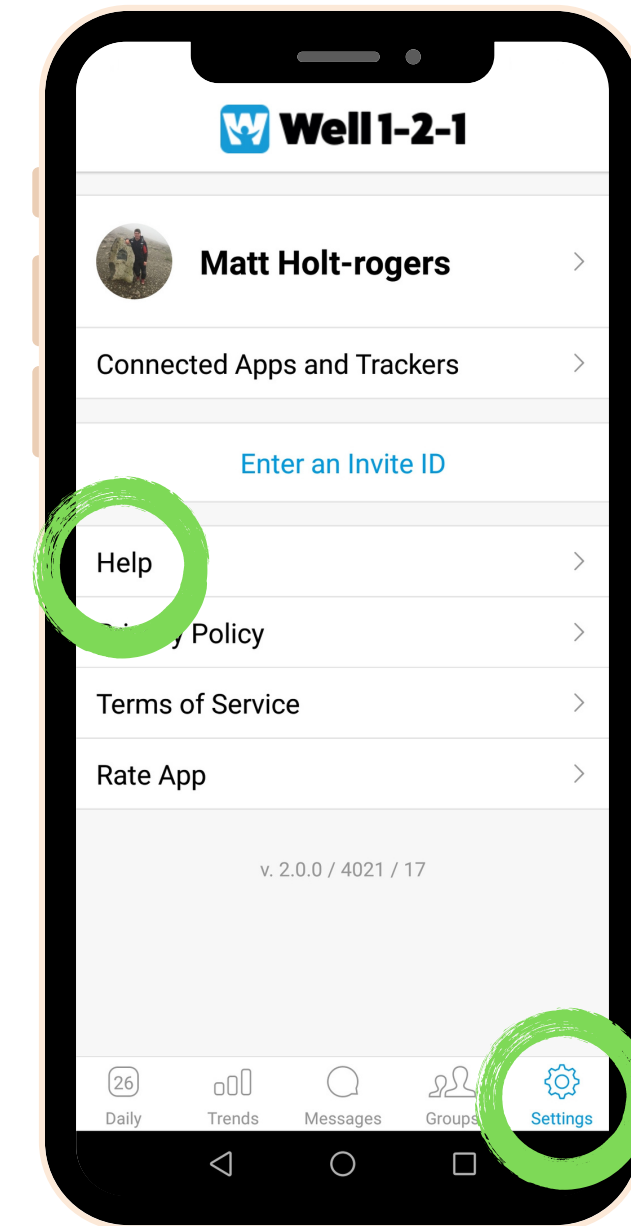 Well 1-2-1
Matt Holt-rogers
Connected Apps and Trackers
Enter an Invite ID
Help
Policy
Terms of Service
Rate App
v. 2.0.0 / 4021 / 17
26
Daily Trends Messages Groups Settings